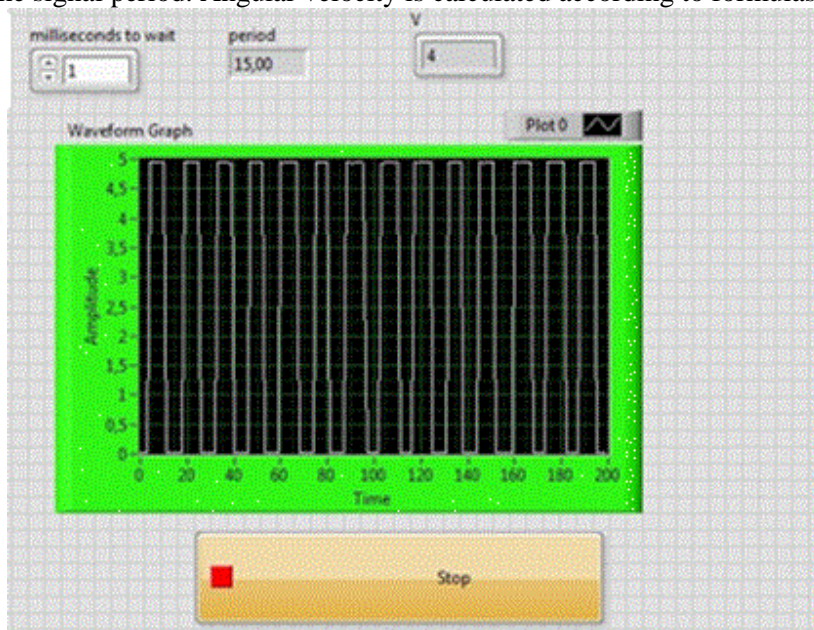 he signal period. Angular velocity is calculated according to formulas
milliseconds to wait
period
V
1
15,00
4
Waveform Graph
Plot 0
5
4,5
4
3,5
3
2,5
2
1,5
1
0,5
0
Amplitude
0 20 40 60 80 100 120 140 160 180 200
Time
Stop